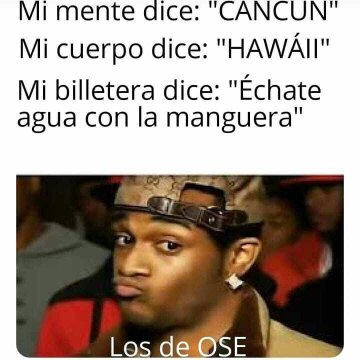 Mi mente dice: "CANCÚN"
Mi cuerpo dice: "HAWÁII"
Mi billetera dice: "Échate
agua con la manguera"
Los de OSE